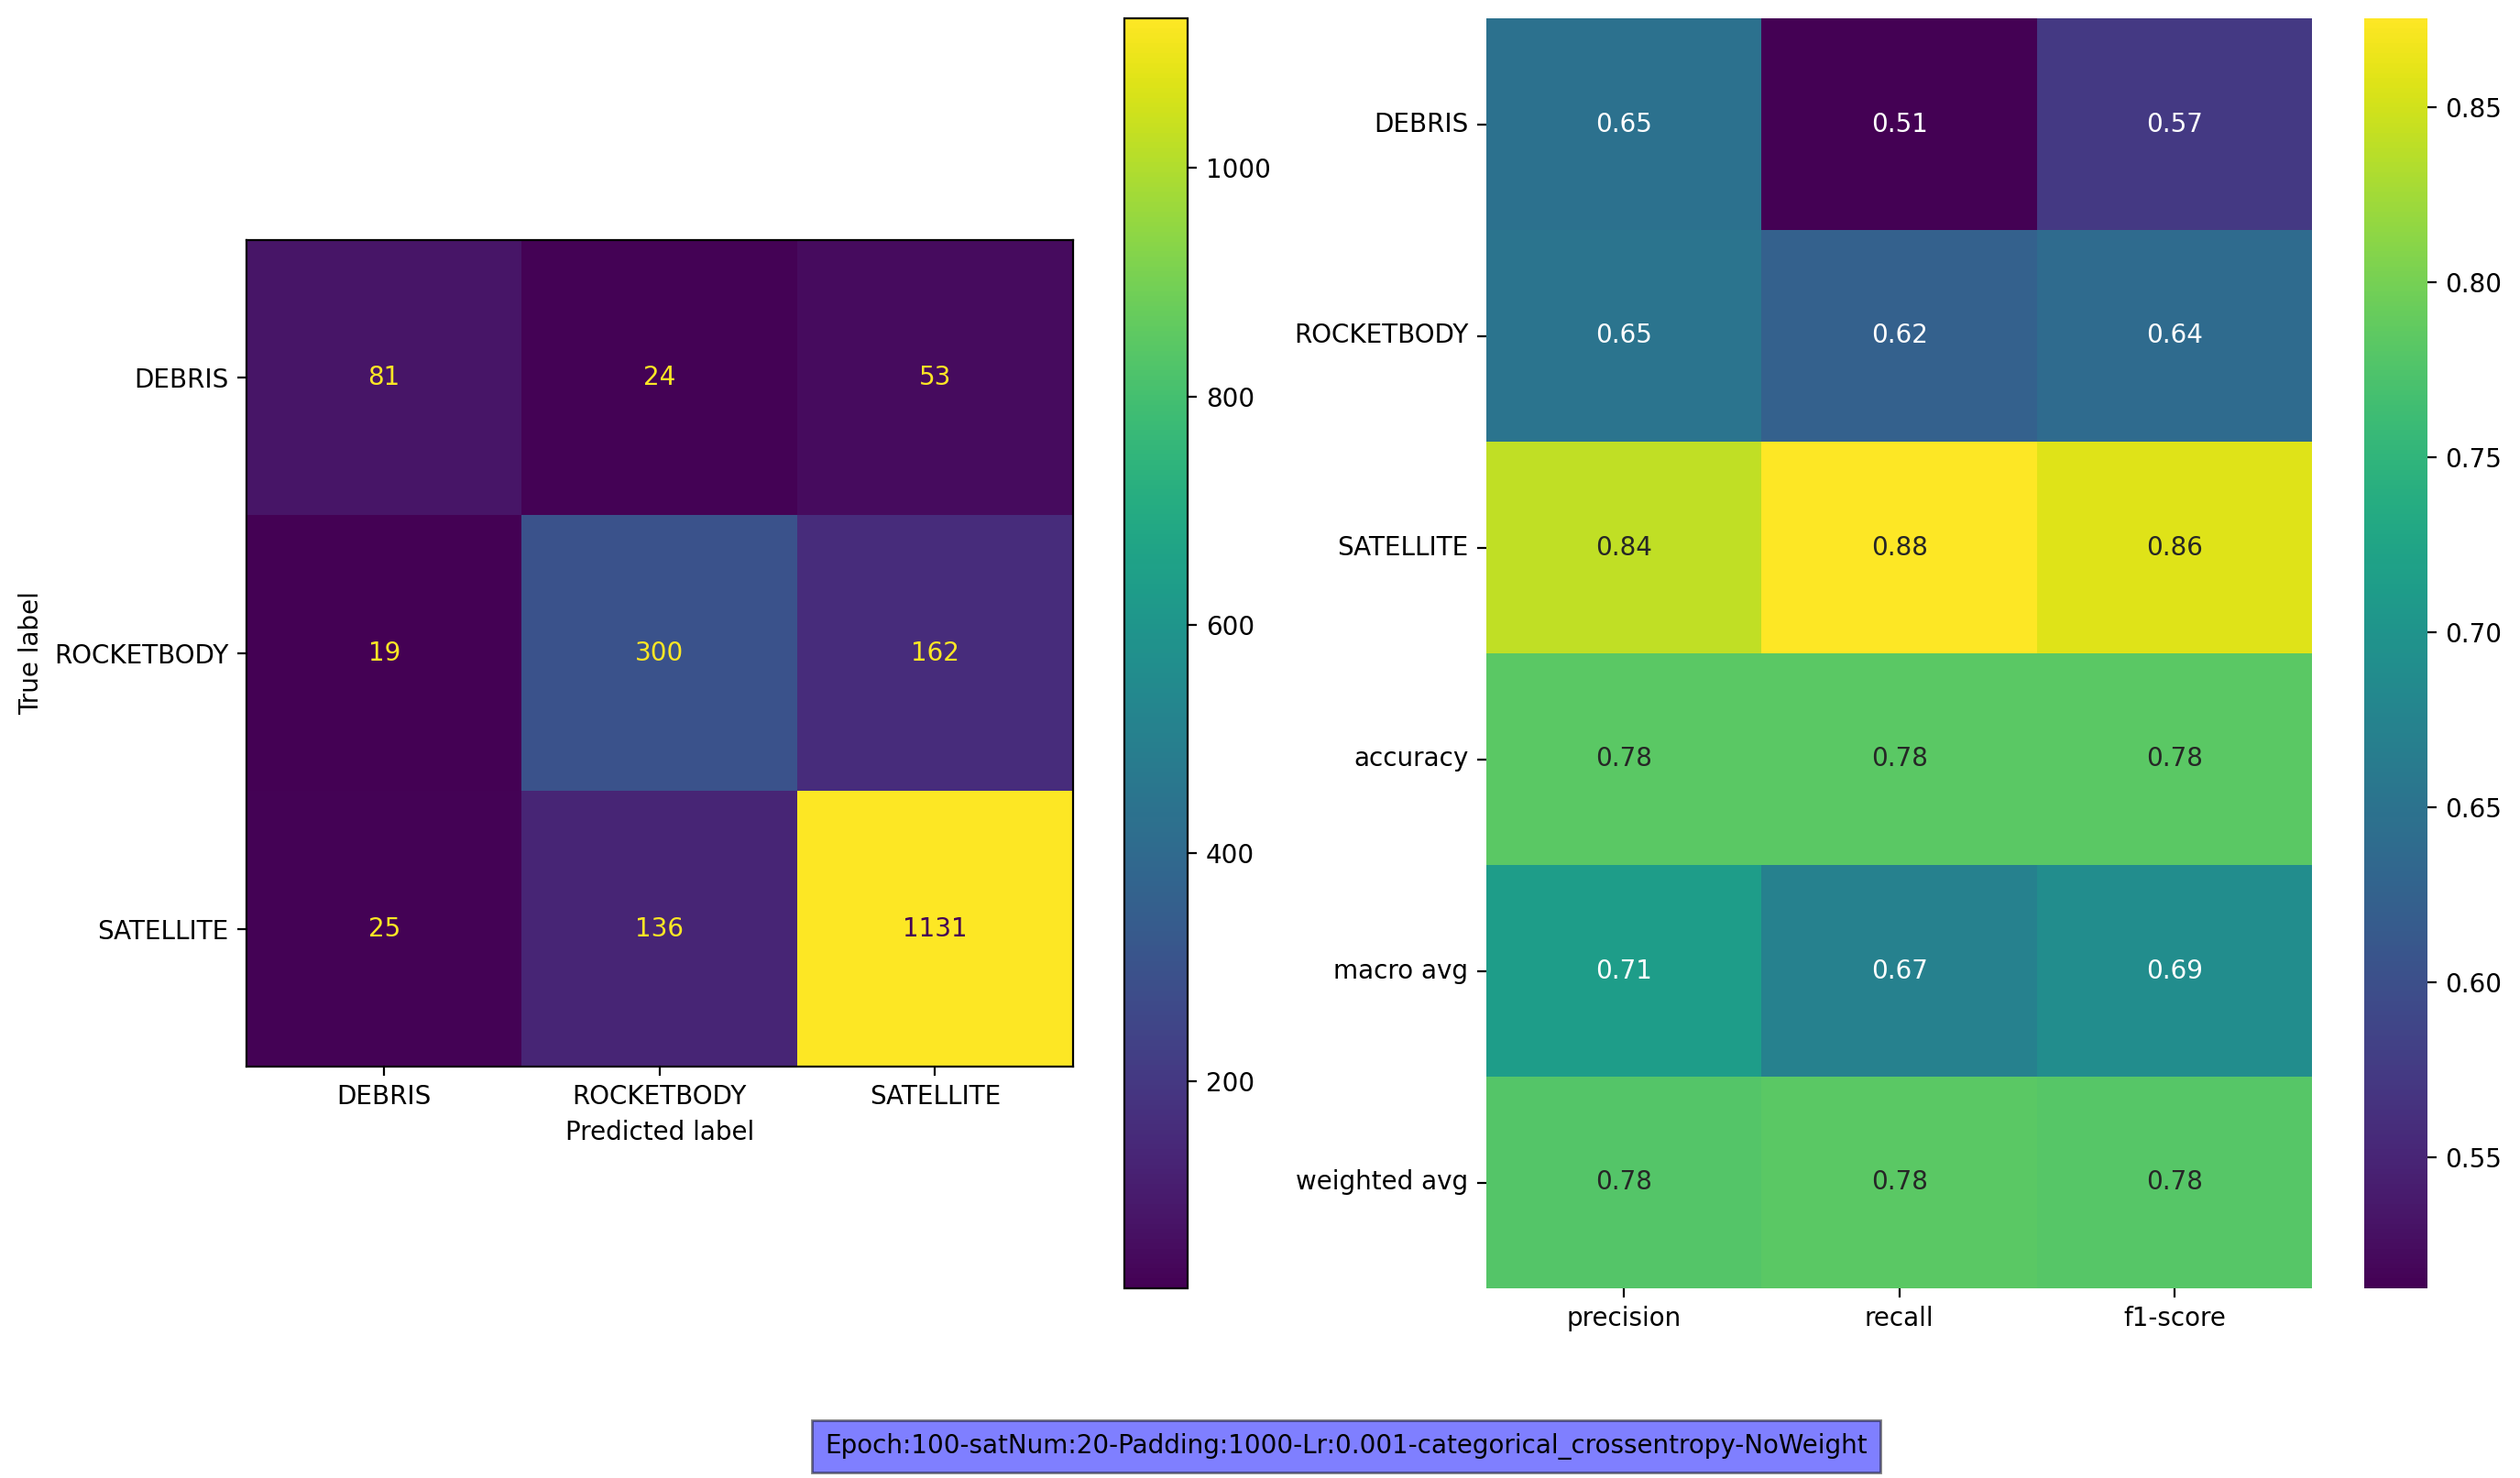 True label
DEBRIS 81 24 53
ROCKETBODY 19 300 162
SATELLITE 25 136 1131
DEBRIS ROCKETBODY SATELLITE
Predicted label
1000
800
600
400
200
DEBRIS 0.65 0.51 0.57
ROCKETBODY 0.65 0.62 0.64
SATELLITE 0.84 0.88 0.86
accuracy 0.78 0.78 0.78
macro avg 0.71 0.67 0.69
weighted avg 0.78 0.78 0.78
precision recall f1-score
0.85
0.80
0.75
0.70
0.65
0.60
0.55
Epoch:100-satNum:20-Padding:1000-Lr:0.001-categorical_crossentropy-NoWeight